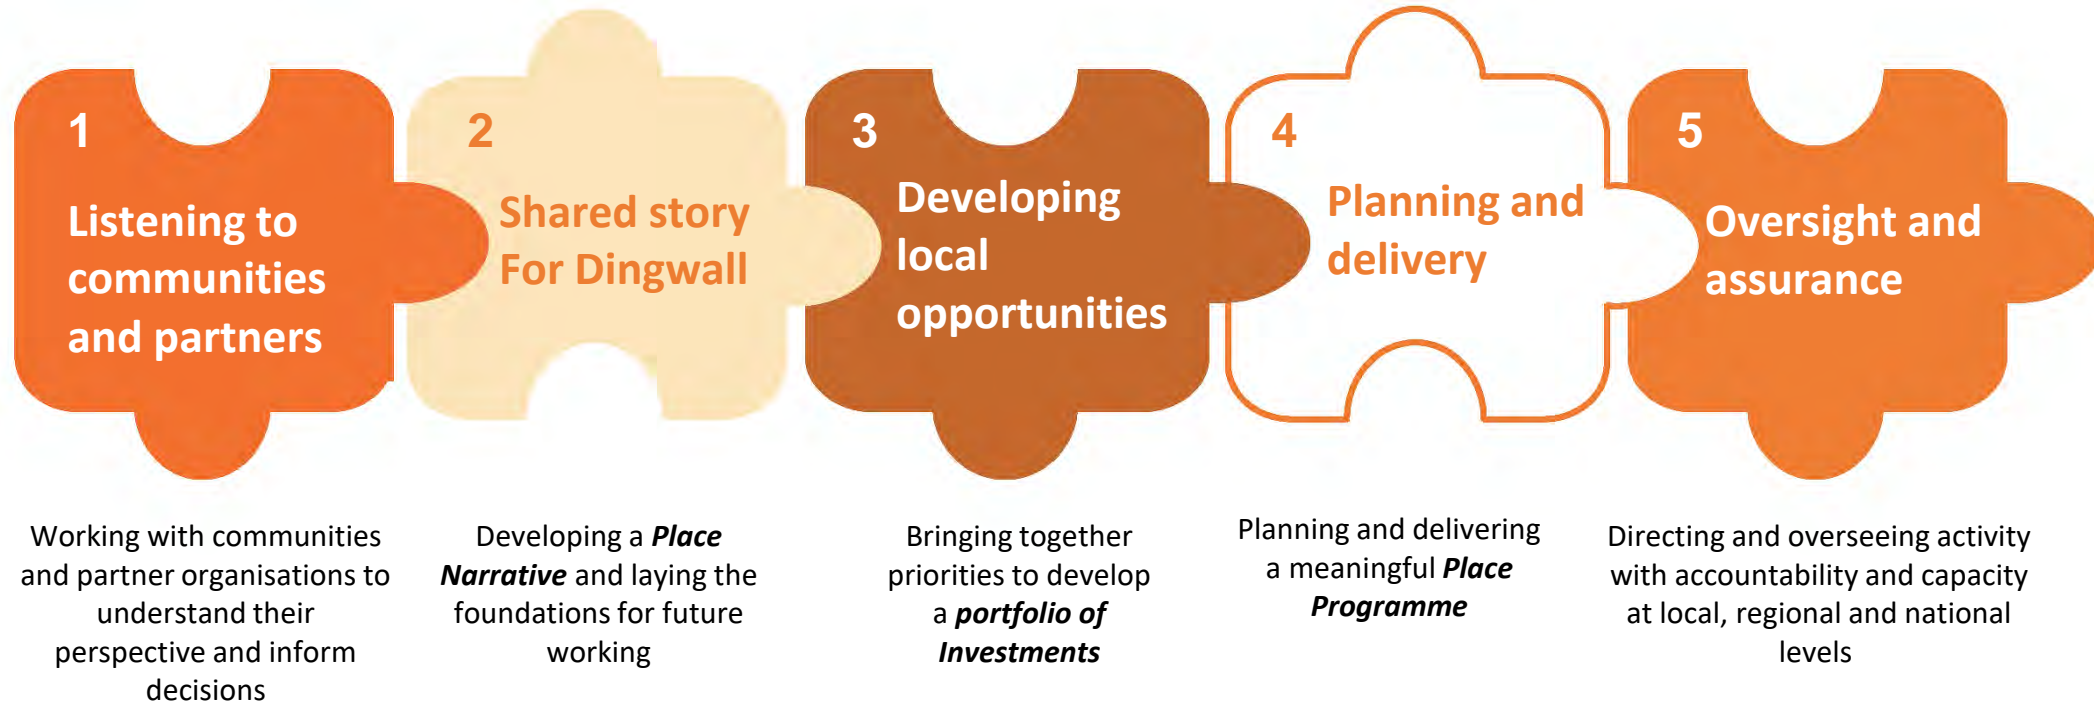 1
Listening to
communities
and partners
2
Shared story
For Dingwall
3
Developing
local
opportunities
4
Planning and
delivery
5
Oversight and
assurance
Working with communities
and partner organisations to
understand their
perspective and inform
decisions
Developing a Place
Narrative and laying the
foundations for future
working
Bringing together
priorities to develop
a portfolio of
Investments
Planning and delivering
a meaningful Place
Programme
Directing and overseeing activity
with accountability and capacity
at local, regional and national
levels